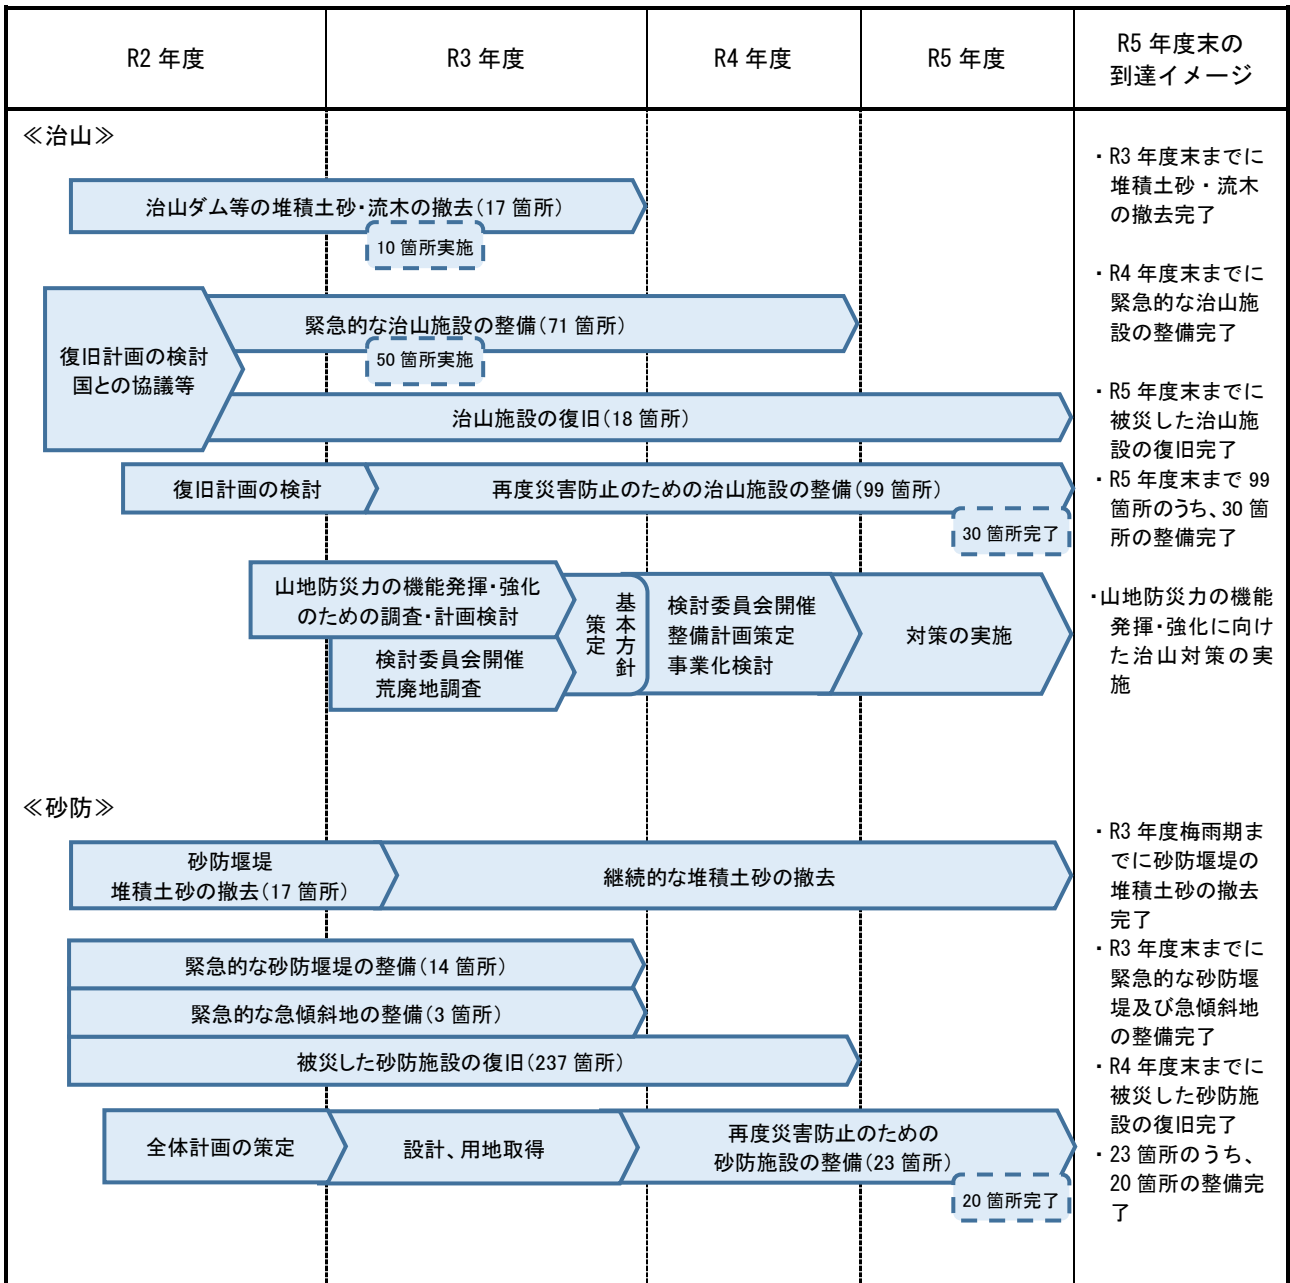 R2 年度
R3 年度
R4 年度
R5 年度
R5 年度末の
到達イメージ
≪治山≫
治山ダム等の堆積土砂・流木の撤去(17 箇所)
10 箇所実施
復旧計画の検討
国との協議等
緊急的な治山施設の整備(71 箇所)
50 箇所実施
治山施設の復旧(18 箇所)
復旧計画の検討
再度災害防止のための治山施設の整備(99 箇所)
30 箇所完了
山地防災力の機能発揮・強化
のための調査・計画検討
検討委員会開催
荒廃地調査
基本方針
策定
検討委員会開催
整備計画策定
事業化検討
対策の実施
・R3 年度末までに
堆積土砂・流木
の撤去完了
・R4 年度末までに
緊急的な治山施
設の整備完了
・R5 年度末までに
被災した治山施
設の復旧完了
・R5 年度末まで 99
箇所のうち、30 箇
所の整備完了
・山地防災力の機能
発揮・強化に向け
た治山対策の実
施
≪砂防≫
砂防堰堤
堆積土砂の撤去(17 箇所)
継続的な堆積土砂の撤去
緊急的な砂防堰堤の整備(14 箇所)
緊急的な急傾斜地の整備(3 箇所)
被災した砂防施設の復旧(237 箇所)
全体計画の策定
設計、用地取得
再度災害防止のための
砂防施設の整備(23 箇所)
20 箇所完了
・R3 年度梅雨期ま
でに砂防堰堤の
堆積土砂の撤去
完了
・R3 年度末までに
緊急的な砂防堰
堤及び急傾斜地
の整備完了
・R4 年度末までに
被災した砂防施
設の復旧完了
・23 箇所のうち、
20 箇所の整備完
了